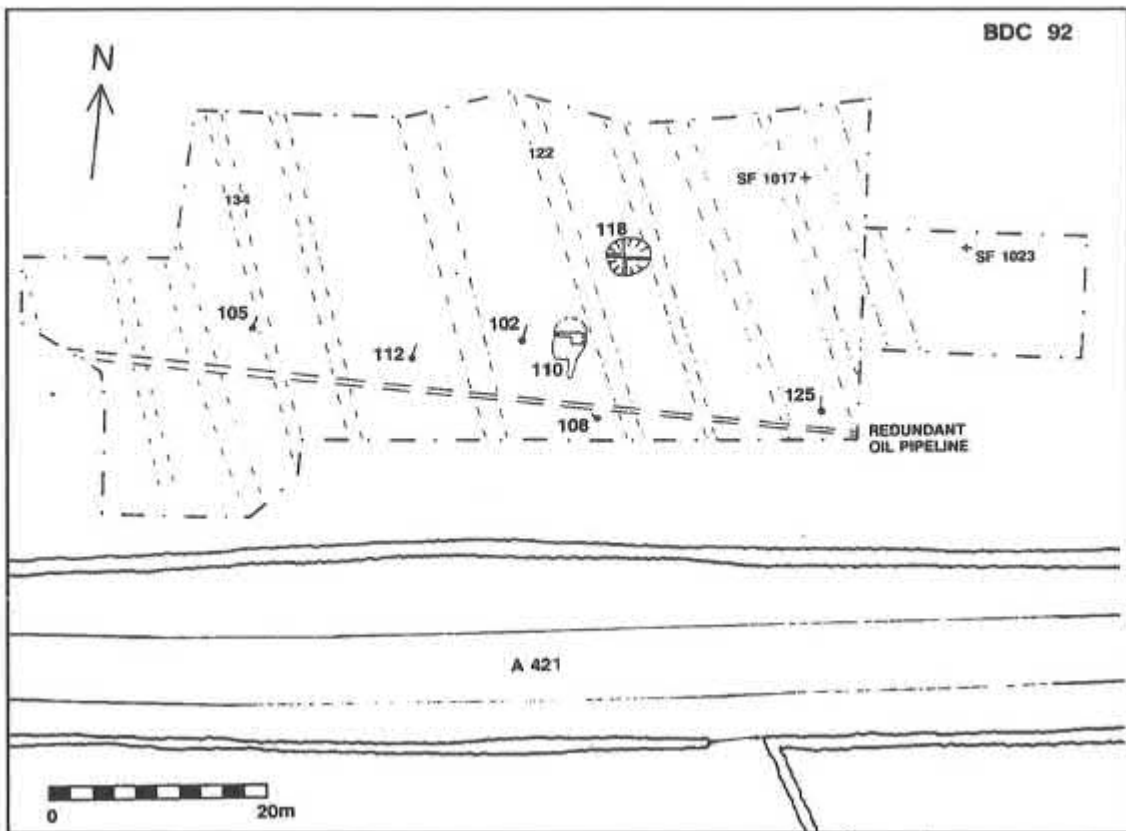 BDC 92
N
122
SF 1017
134
118
SF 1023
105
102
112
110
125
108
REDUNDANT
OIL PIPELINE
A 421
0
20m